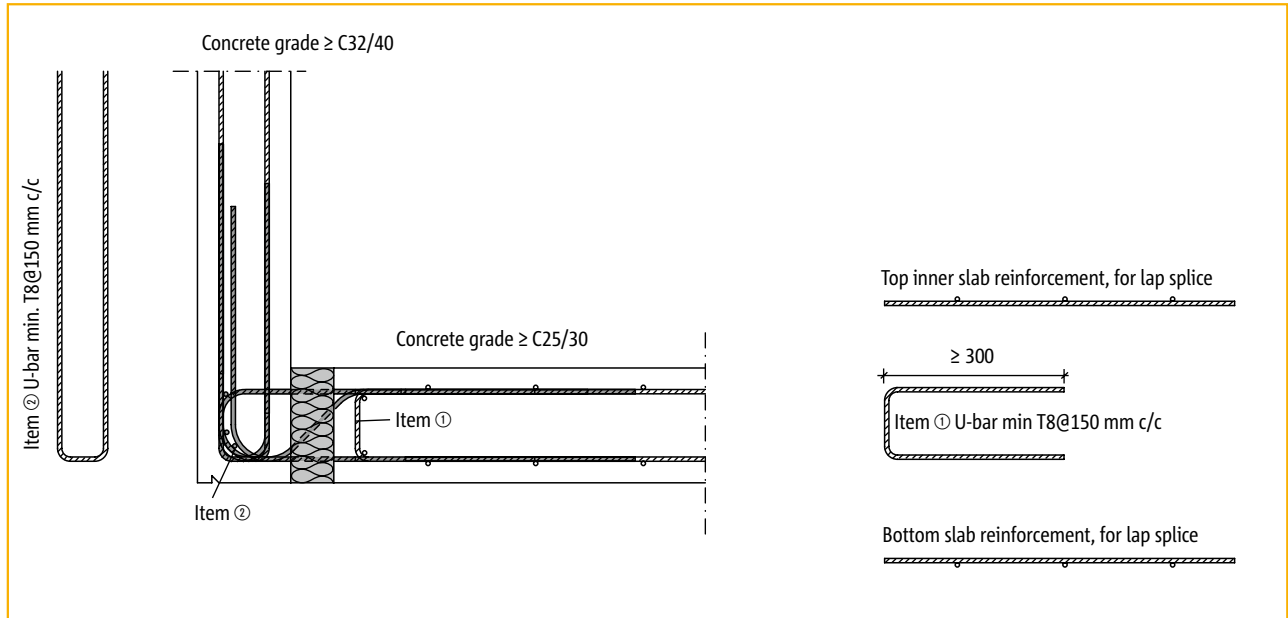 Concrete grade ≥ C32/40
Item ② U-bar min. T8@150 mm c/c
Top inner slab reinforcement, for lap splice
Concrete grade ≥ C25/30
≥ 300
Item ①
Item ① U-bar min T8@150 mm c/c
Item ②
Bottom slab reinforcement, for lap splice